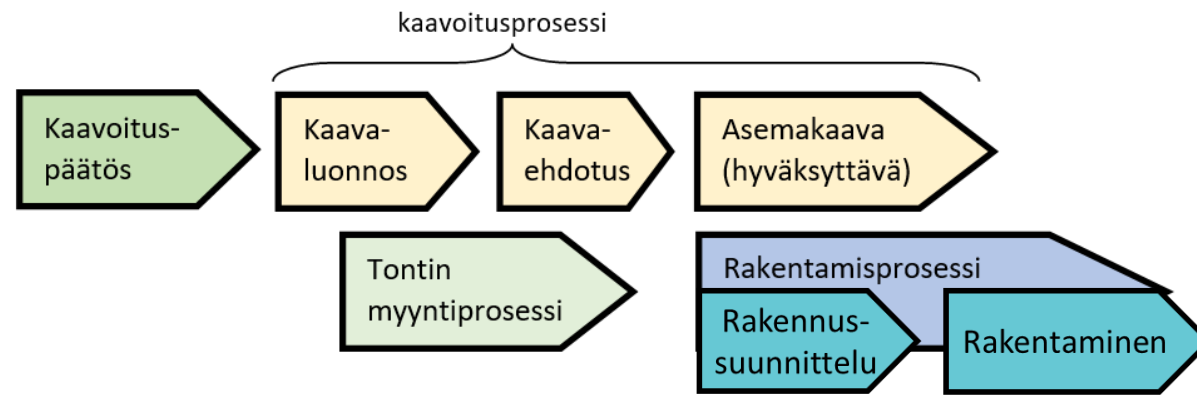 kaavoitusprosessi
Kaavoitus-
päätös
Kaava-
luonnos
Kaava-
ehdotus
Asemakaava
(hyväksyttävä)
Tontin
myyntiprosessi
Rakentamisprosessi
Rakennus-
suunnittelu
Rakentaminen